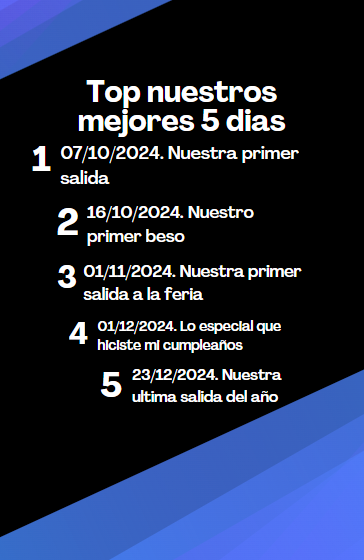 Top nuestros
mejores 5 dias
1 07/10/2024. Nuestra primer
salida
2 16/10/2024. Nuestro
primer beso
3 01/11/2024. Nuestra primer
salida a la feria
4 01/12/2024. Lo especial que
hiciste mi cumpleaños
5 23/12/2024. Nuestra
ultima salida del año